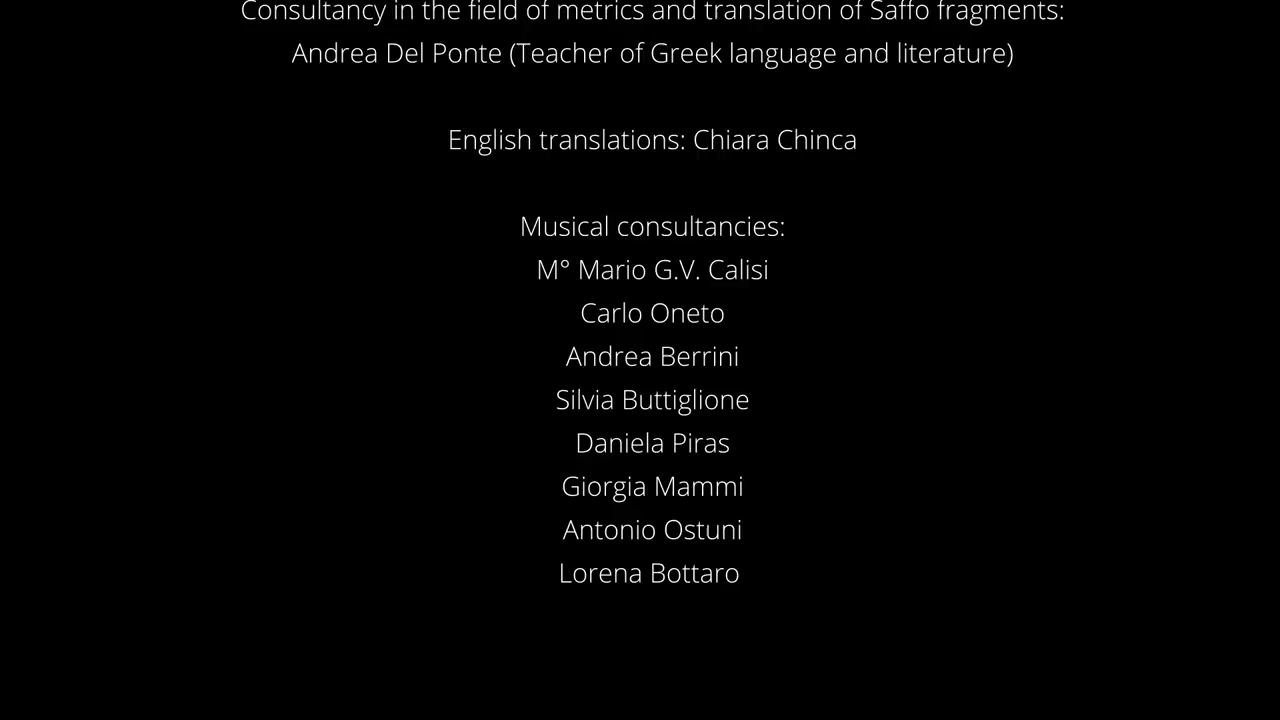 Consultancy in the field of metrics and translation of Saffo fragments:
Andrea Del Ponte (Teacher of Greek language and literature)
English translations: Chiara Chinca
Musical consultancies:
M° Mario G.V. Calisi
Carlo Oneto
Andrea Berrini
Silvia Buttiglione
Daniela Piras
Giorgia Mammi
Antonio Ostuni
Lorena Bottaro